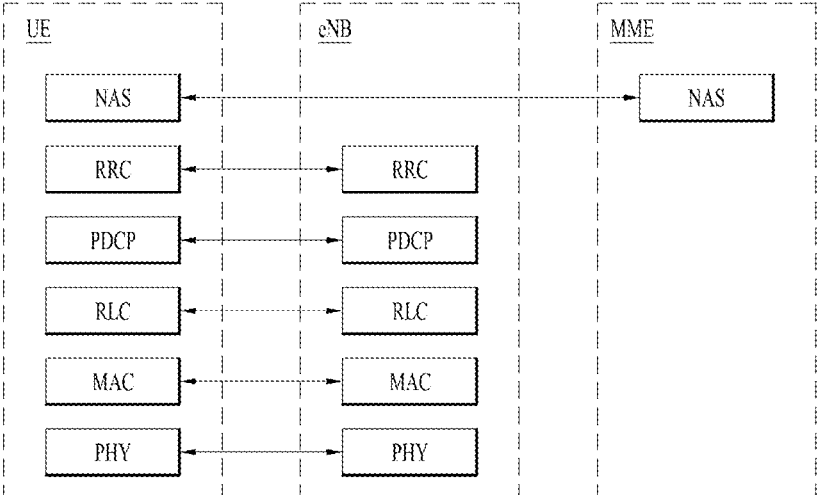 UE eNB MME
NAS NAS
RRC RRC
PDCP PDCP
RLC RLC
MAC MAC
PHY PHY